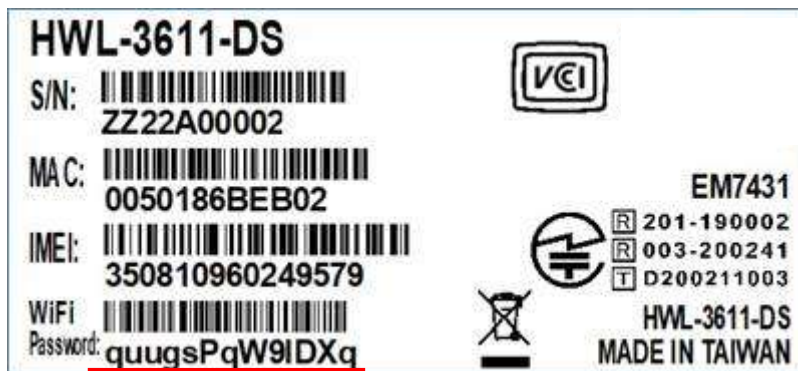 HWL-3611-DS
S/N:
ZZ22A00002
MAC:
0050186BEB02
IMEI:
350810960249579
WiFi
Password: quugsPqW9IDXq
VCCI
EM7431
R 201-190002
R 003-200241
T D200211003
HWL-3611-DS
MADE IN TAIWAN